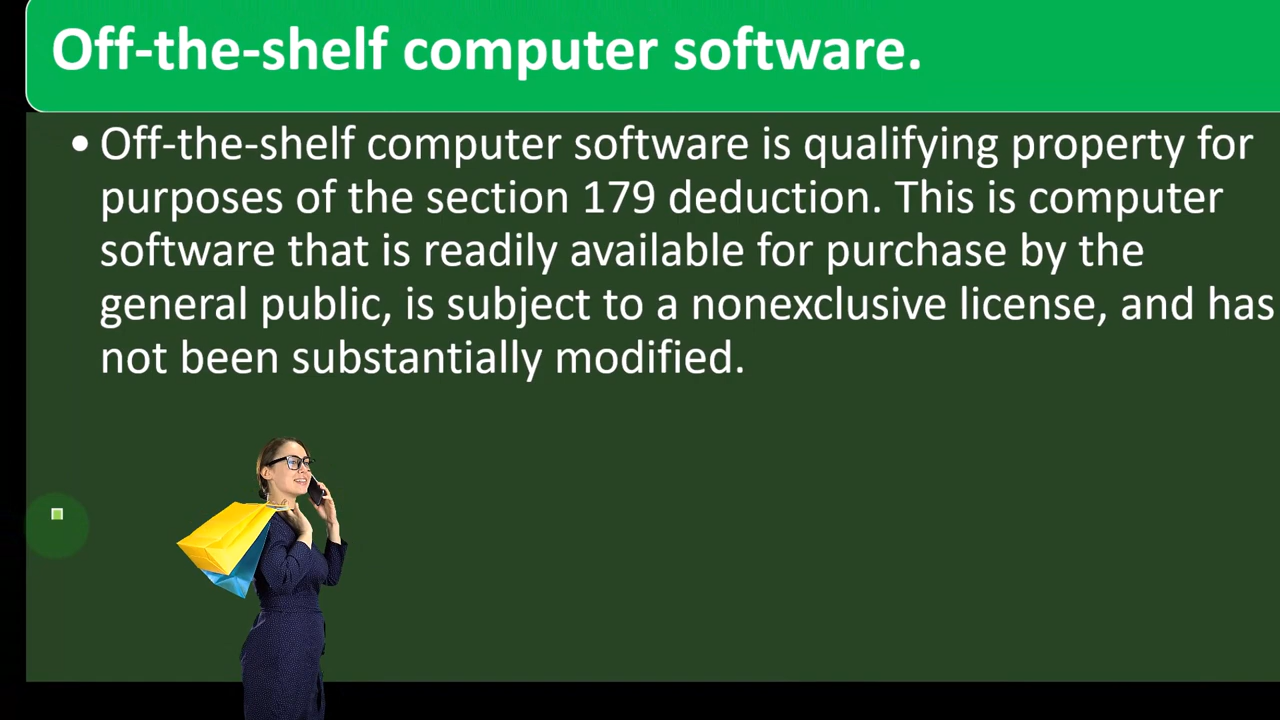 Off-the-shelf computer software.
• Off-the-shelf computer software is qualifying property for
purposes of the section 179 deduction. This is computer
software that is readily available for purchase by the
general public, is subject to a nonexclusive license, and has
not been substantially modified.